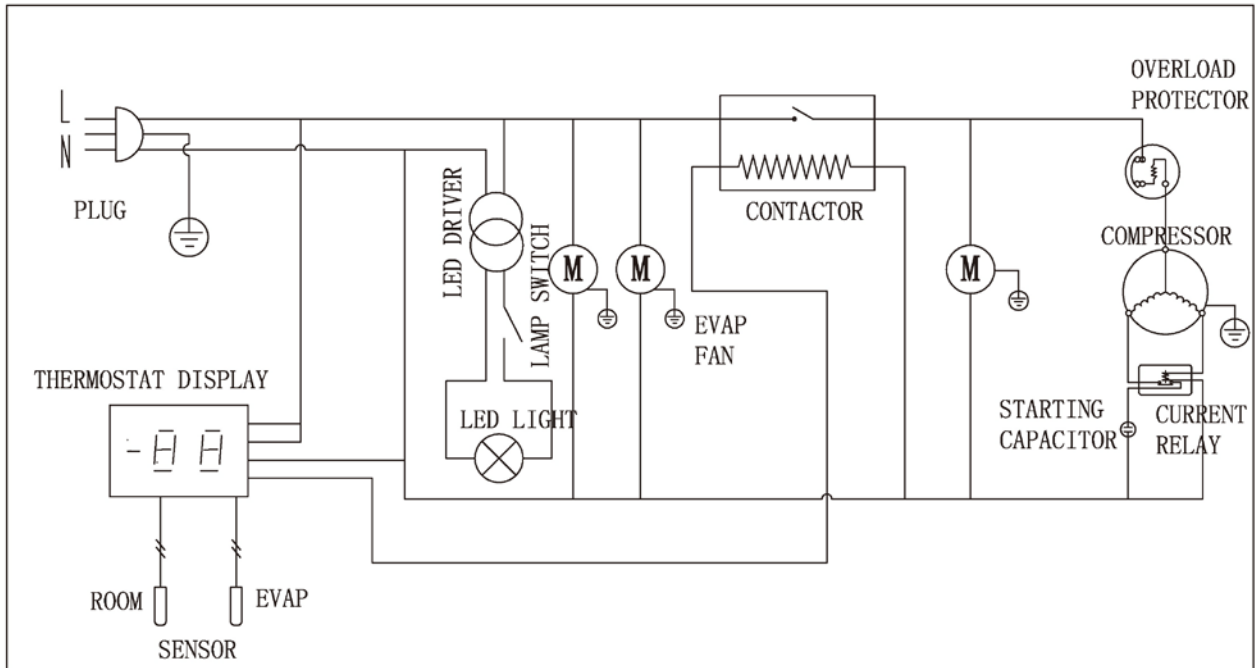 OVERLOAD
PROTECTOR
L
N
PLUG
LED DRIVER
LAMP SWITCH
M
M
EVAP
FAN
CONTACTOR
M
COMPRESSOR
THERMOSTAT DISPLAY
-88
LED LIGHT
STARTING
CAPACITOR
CURRENT
RELAY
ROOM
EVAP
SENSOR